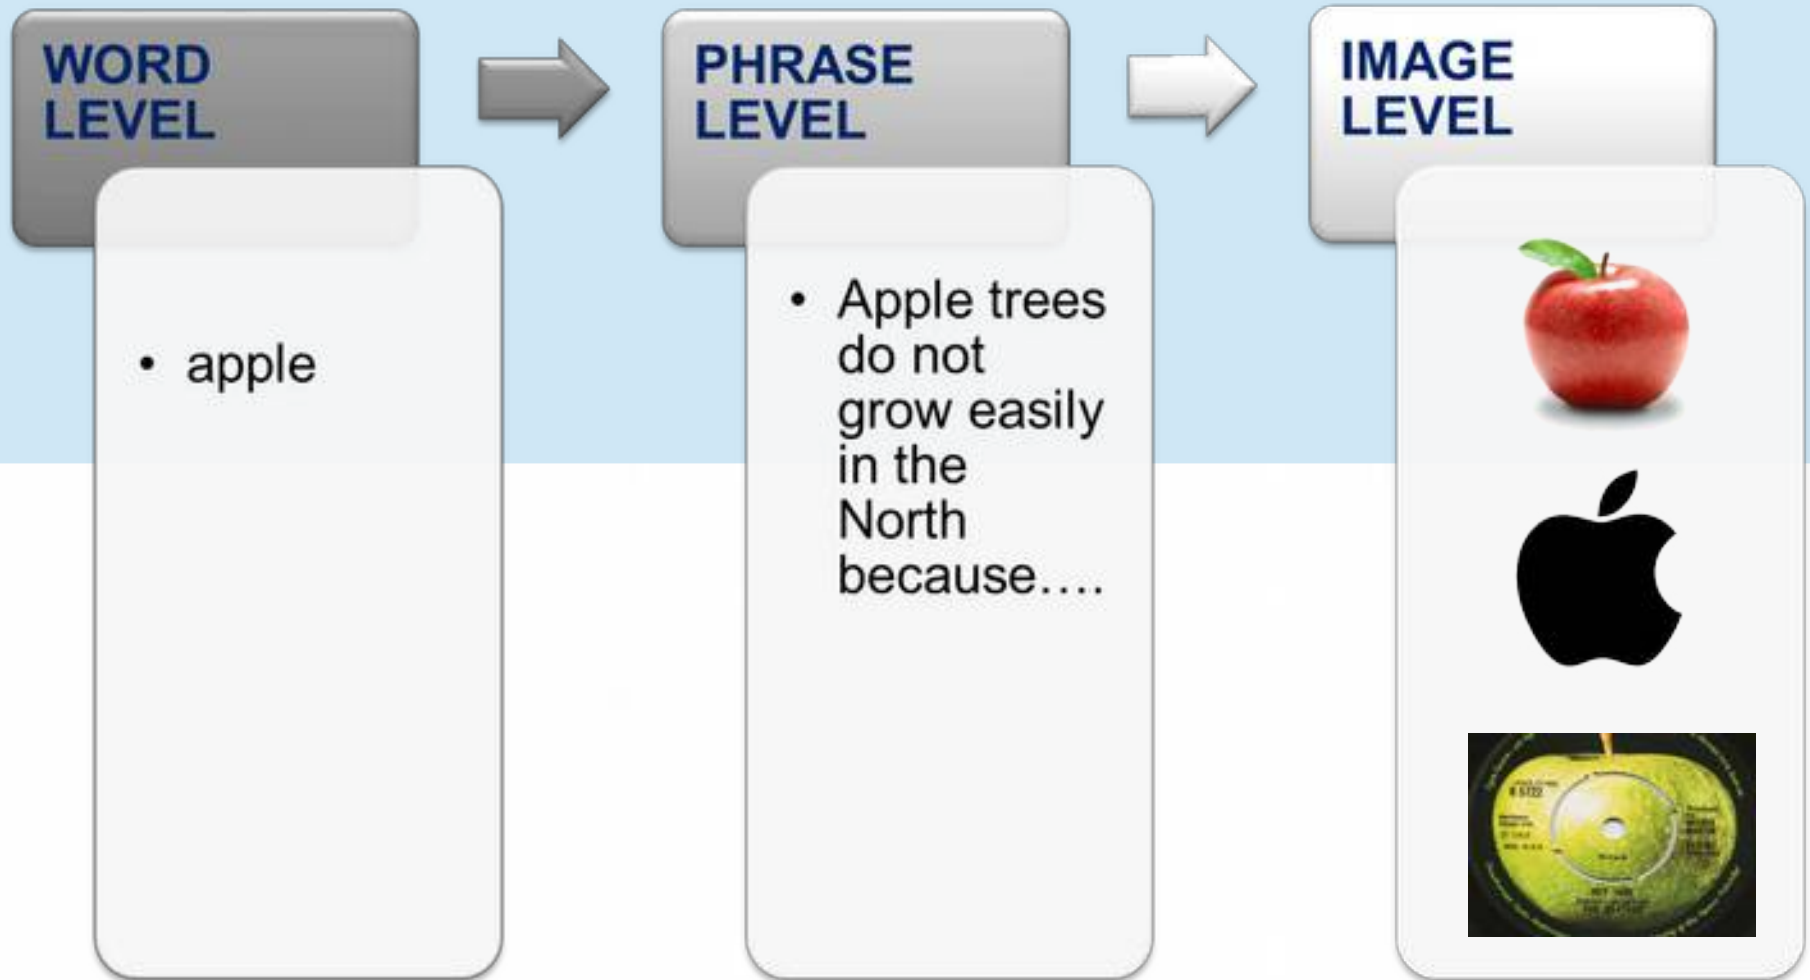 WORD
LEVEL
PHRASE
LEVEL
IMAGE
LEVEL
• apple
• Apple trees
do not
grow easily
in the
North
because….